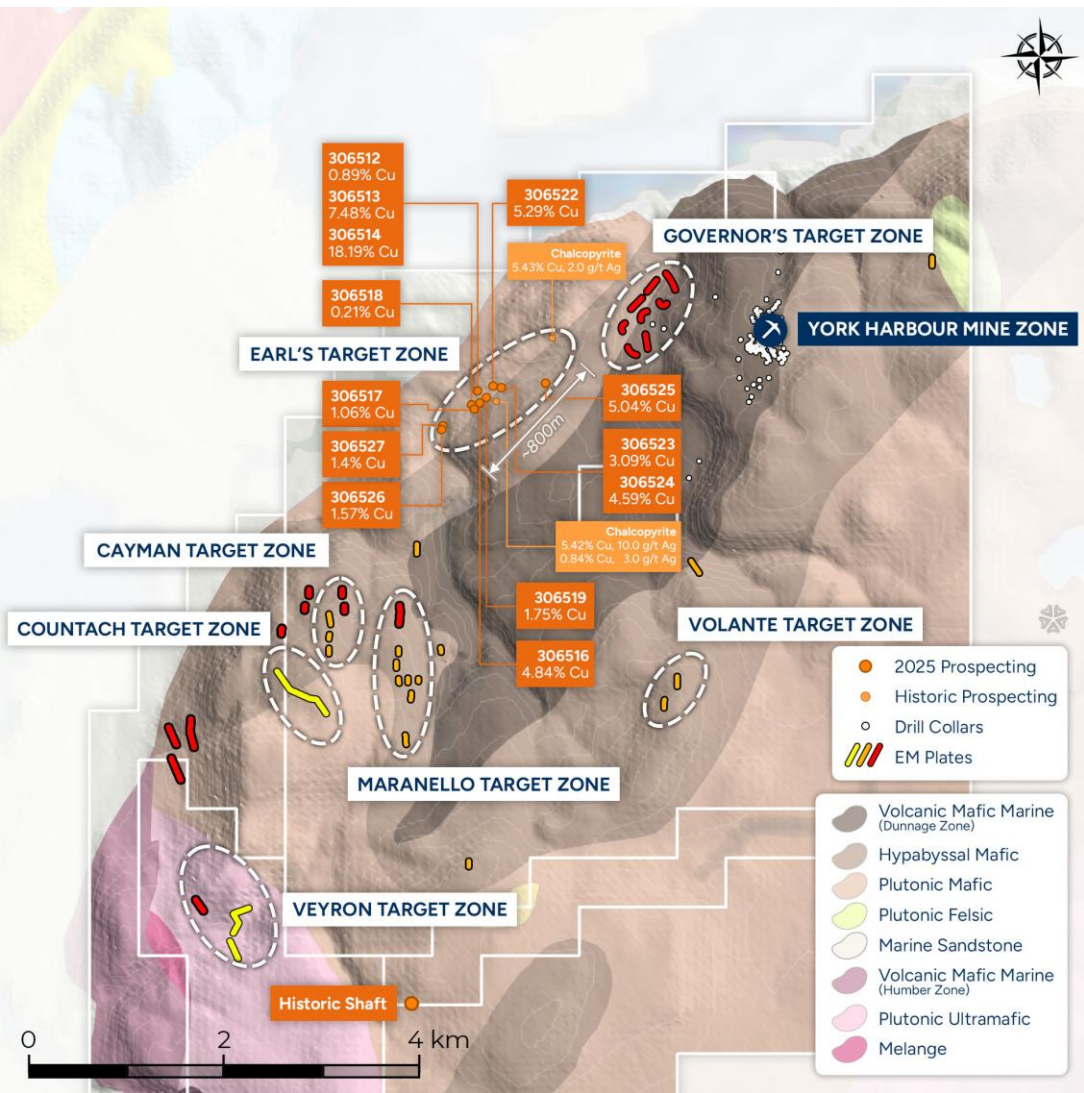 306512
0.89% Cu
306513
7.48% Cu
306514
18.19% Cu
306522
5.29% Cu
Chalcopyrite
5.43% Cu, 2.0 g/t Ag
GOVERNOR'S TARGET ZONE
306518
0.21% Cu
YORK HARBOUR MINE ZONE
EARL'S TARGET ZONE
306517
1.06% Cu
306527
1.4% Cu
306526
1.57% Cu
~800m
306525
5.04% Cu
306523
3.09% Cu
306524
4.59% Cu
Chalcopyrite
5.42% Cu, 10.0 g/t Ag
0.84% Cu, 3.0 g/t Ag
CAYMAN TARGET ZONE
306519
1.75% Cu
306516
4.84% Cu
COUNTACH TARGET ZONE
VOLANTE TARGET ZONE
MARANELLO TARGET ZONE
VEYRON TARGET ZONE
Historic Shaft
2025 Prospecting
Historic Prospecting
Drill Collars
EM Plates
Volcanic Mafic Marine
(Dunnage Zone)
Hypabyssal Mafic
Plutonic Mafic
Plutonic Felsic
Marine Sandstone
Volcanic Mafic Marine
(Humber Zone)
Plutonic Ultramafic
Melange
0 2 4 km